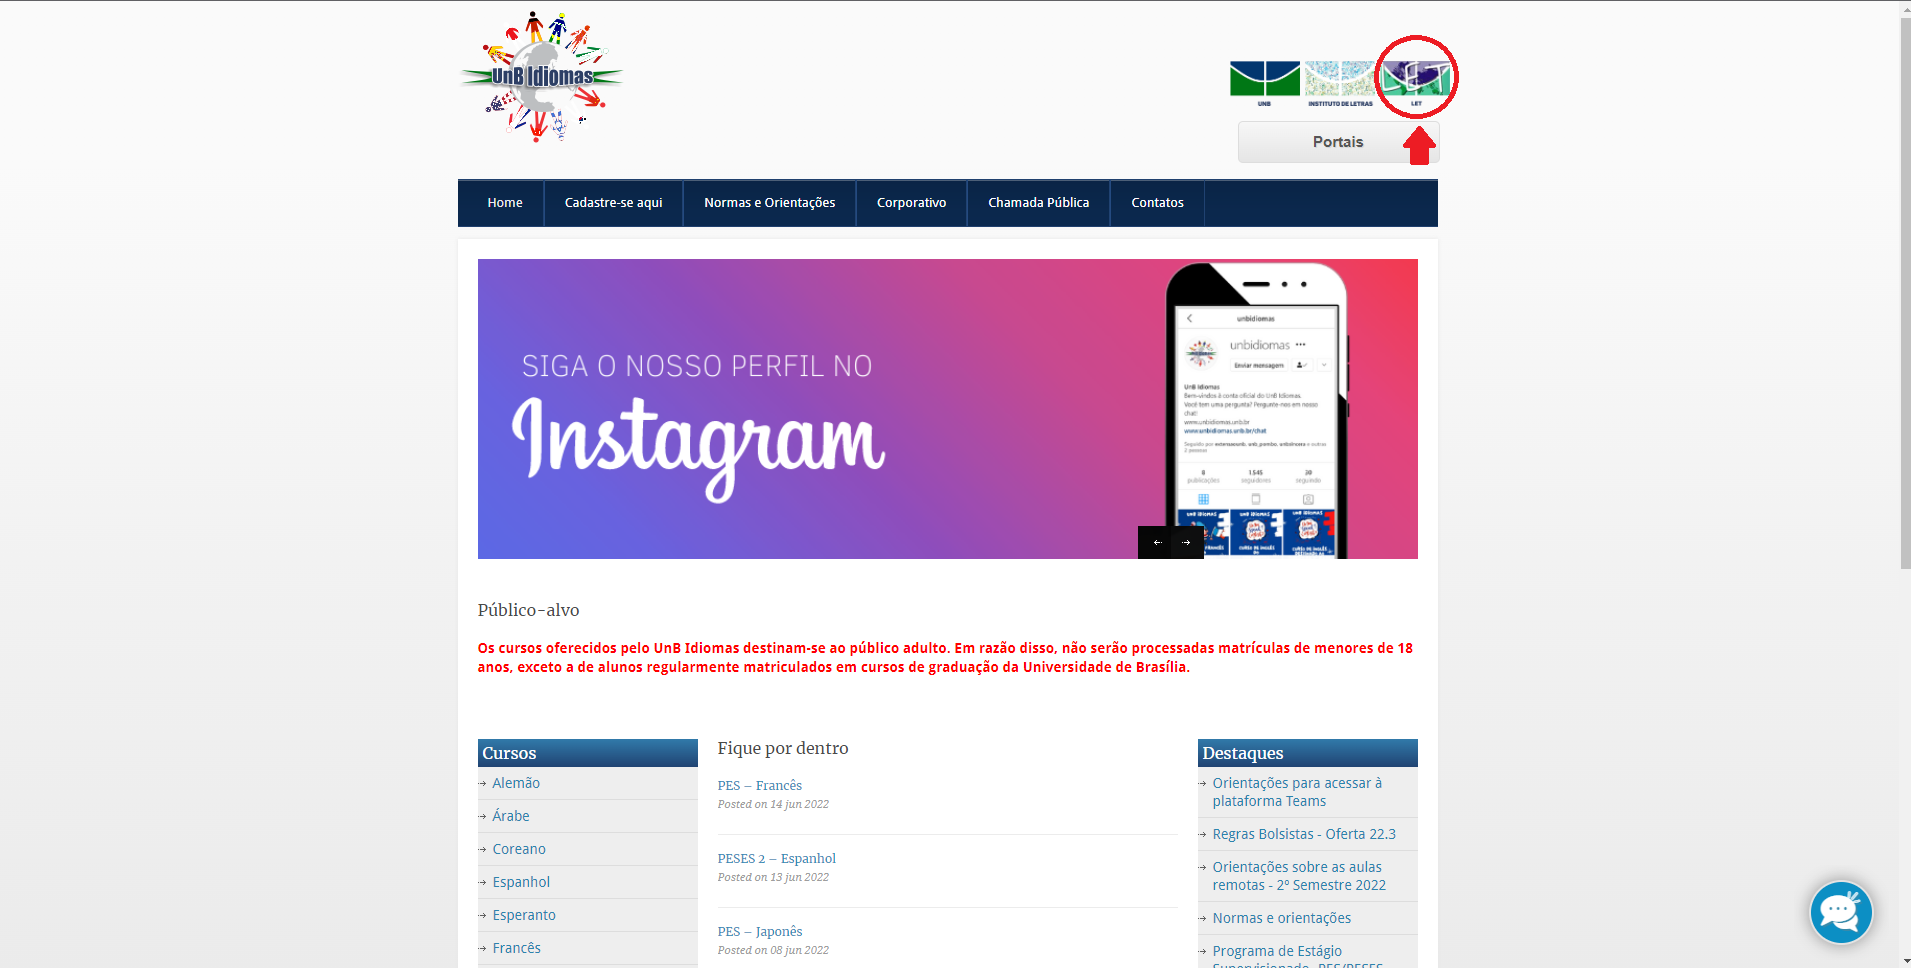 UnB Idiomas
LET
UNB
INSTITUTO DE LETRAS
LET
Portais
Home
Cadastre-se aqui
Normas e Orientações
Corporativo
Chamada Pública
Contatos
SIGA O NOSSO PERFIL NO
Instagram
unbidiomas
unbidiomas
Enviar mensagem
UnB Idiomas
Bem-vindos à conta oficial do UnB Idiomas.
Você tem uma pergunta? Pergunte-nos em nosso
chat!
www.unbidiomas.unb.br
www.unbidiomas.unb.br/chat
8
1.545
30
publicações
seguidores
seguindo
Público-alvo
Os cursos oferecidos pelo UnB Idiomas destinam-se ao público adulto. Em razão disso, não serão processadas matrículas de menores de 18
anos, exceto a de alunos regularmente matriculados em cursos de graduação da Universidade de Brasília.
Cursos
Alemão
Árabe
Coreano
Espanhol
Esperanto
Francês
Fique por dentro
PES – Francês
Posted on 14 jun 2022
PESES 2 – Espanhol
Posted on 13 jun 2022
PES – Japonês
Posted on 08 jun 2022
Destaques
Orientações para acessar à
plataforma Teams
Regras Bolsistas - Oferta 22.3
Orientações sobre as aulas
remotas - 2º Semestre 2022
Normas e orientações
Programa de Estágio
Supervisionado - PES/PESES